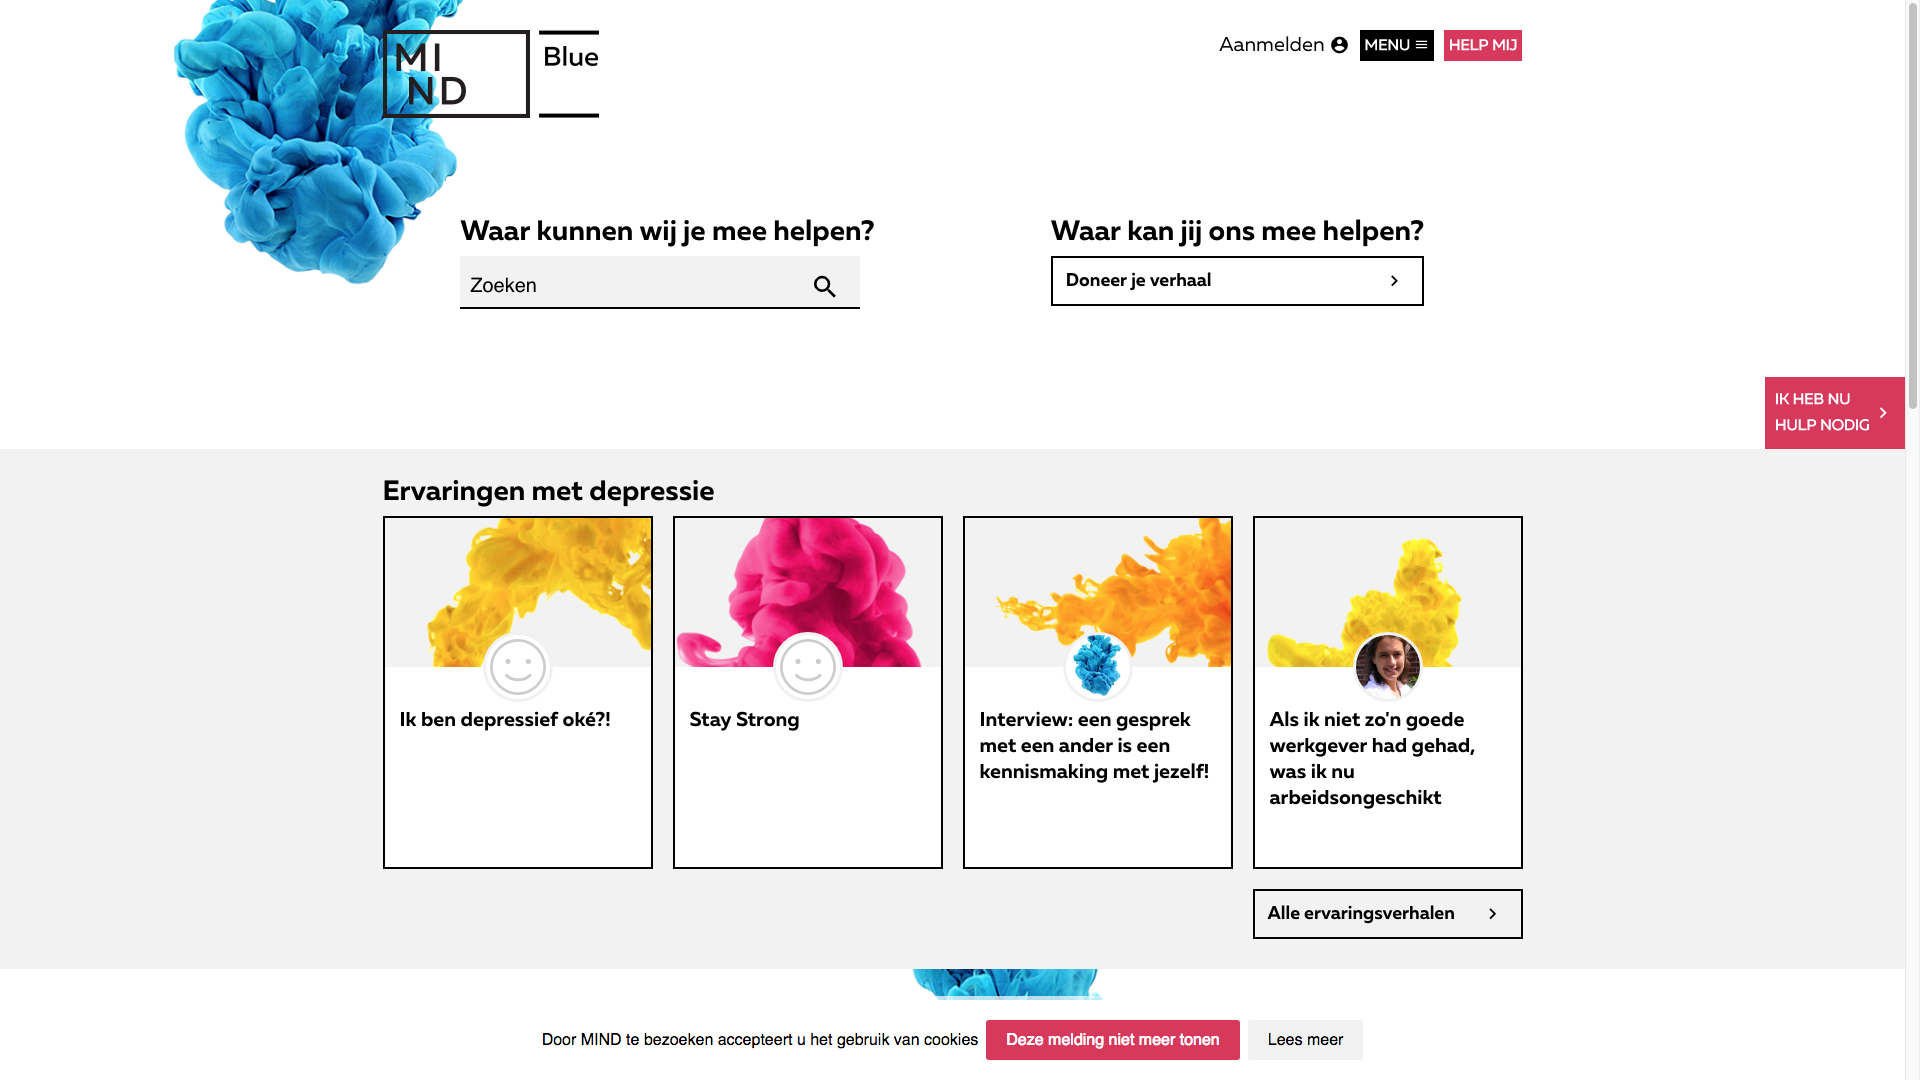 MI
ND
Blue
Aanmelden
MENU
HELP MIJ
Waar kunnen wij je mee helpen?
Zoeken
Waar kan jij ons mee helpen?
Doneer je verhaal
IK HEB NU
HULP NODIG
Ervaringen met depressie
Ik ben depressief oké?!
Stay Strong
Interview: een gesprek
met een ander is een
kennismaking met jezelf!
Als ik niet zo'n goede
werkgever had gehad,
was ik nu
arbeidsongeschikt
Alle ervaringsverhalen
Door MIND te bezoeken accepteert u het gebruik van cookies
Deze melding niet meer tonen
Lees meer